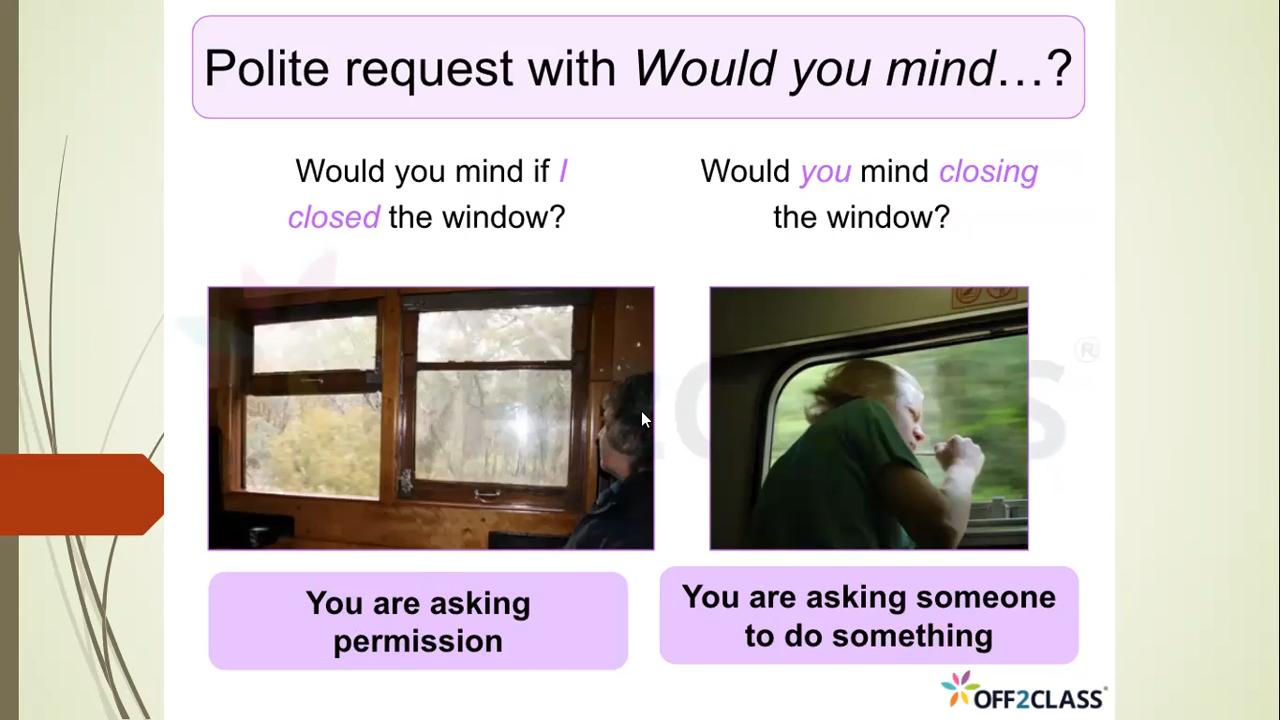 Polite request with Would you mind…?
Would you mind if I
closed the window?
Would you mind closing
the window?
You are asking
permission
You are asking someone
to do something
OFF2CLASS®